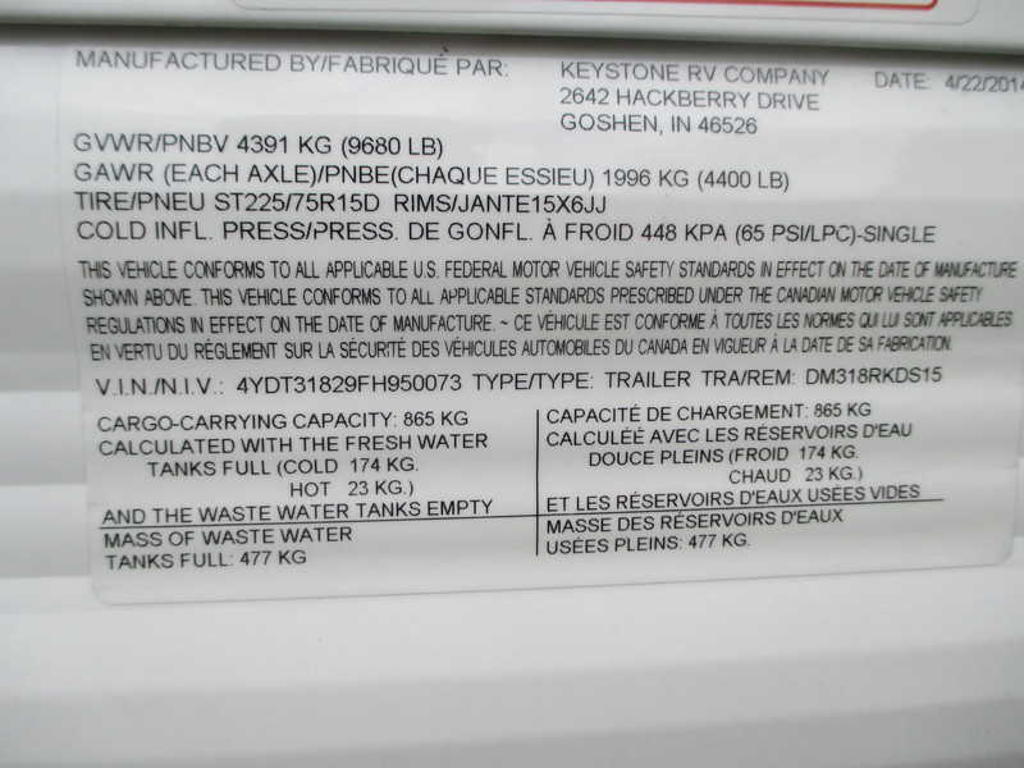 MANUFACTURED BY/FABRIQUÉ PAR: KEYSTONE RV COMPANY DATE: 4/22/2014
2642 HACKBERRY DRIVE
GOSHEN, IN 46526
GVWR/PNBV 4391 KG (9680 LB)
GAWR (EACH AXLE)/PNBE(CHAQUE ESSIEU) 1996 KG (4400 LB)
TIRE/PNEU ST225/75R15D RIMS/JANTE15X6JJ
COLD INFL. PRESS/PRESS. DE GONFL. À FROID 448 KPA (65 PSI/LPC)-SINGLE
THIS VEHICLE CONFORMS TO ALL APPLICABLE U.S. FEDERAL MOTOR VEHICLE SAFETY STANDARDS IN EFFECT ON THE DATE OF MANUFACTURE
SHOWN ABOVE. THIS VEHICLE CONFORMS TO ALL APPLICABLE STANDARDS PRESCRIBED UNDER THE CANADIAN MOTOR VEHICLE SAFETY
REGULATIONS IN EFFECT ON THE DATE OF MANUFACTURE. ~ CE VÉHICULE EST CONFORME À TOUTES LES NORMES QUI LUI SONT APPLICABLES
EN VERTU DU RÉGLEMENT SUR LA SÉCURITÉ DES VÉHICULES AUTOMOBILES DU CANADA EN VIGUEUR À LA DATE DE SA FABRICATION.
V.I.N./N.I.V.: 4YDT31829FH950073 TYPE/TYPE: TRAILER TRA/REM: DM318RKDS15
CARGO-CARRYING CAPACITY: 865 KG
CALCULATED WITH THE FRESH WATER
TANKS FULL (COLD 174 KG.
HOT 23 KG.)
AND THE WASTE WATER TANKS EMPTY
MASS OF WASTE WATER
TANKS FULL: 477 KG
CAPACITÉ DE CHARGEMENT: 865 KG
CALCULÉÉ AVEC LES RÉSERVOIRS D'EAU
DOUCE PLEINS (FROID 174 KG.
CHAUD 23 KG.)
ET LES RÉSERVOIRS D'EAUX USÉES VIDES
MASSE DES RÉSERVOIRS D'EAUX
USÉES PLEINS: 477 KG.